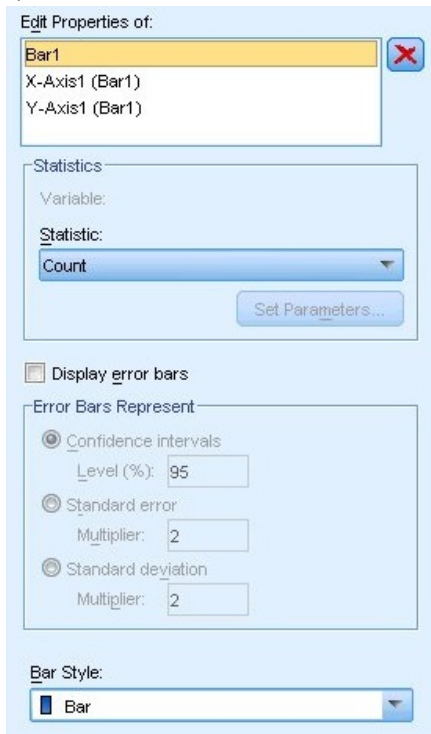 Edit Properties of:
Bar1
X-Axis1 (Bar1)
Y-Axis1 (Bar1)
Statistics
Variable:
Statistic:
Count
Set Parameters...
Display error bars
Error Bars Represent
Confidence intervals
Level (%): 95
Standard error
Multiplier: 2
Standard deviation
Multiplier: 2
Bar Style:
Bar